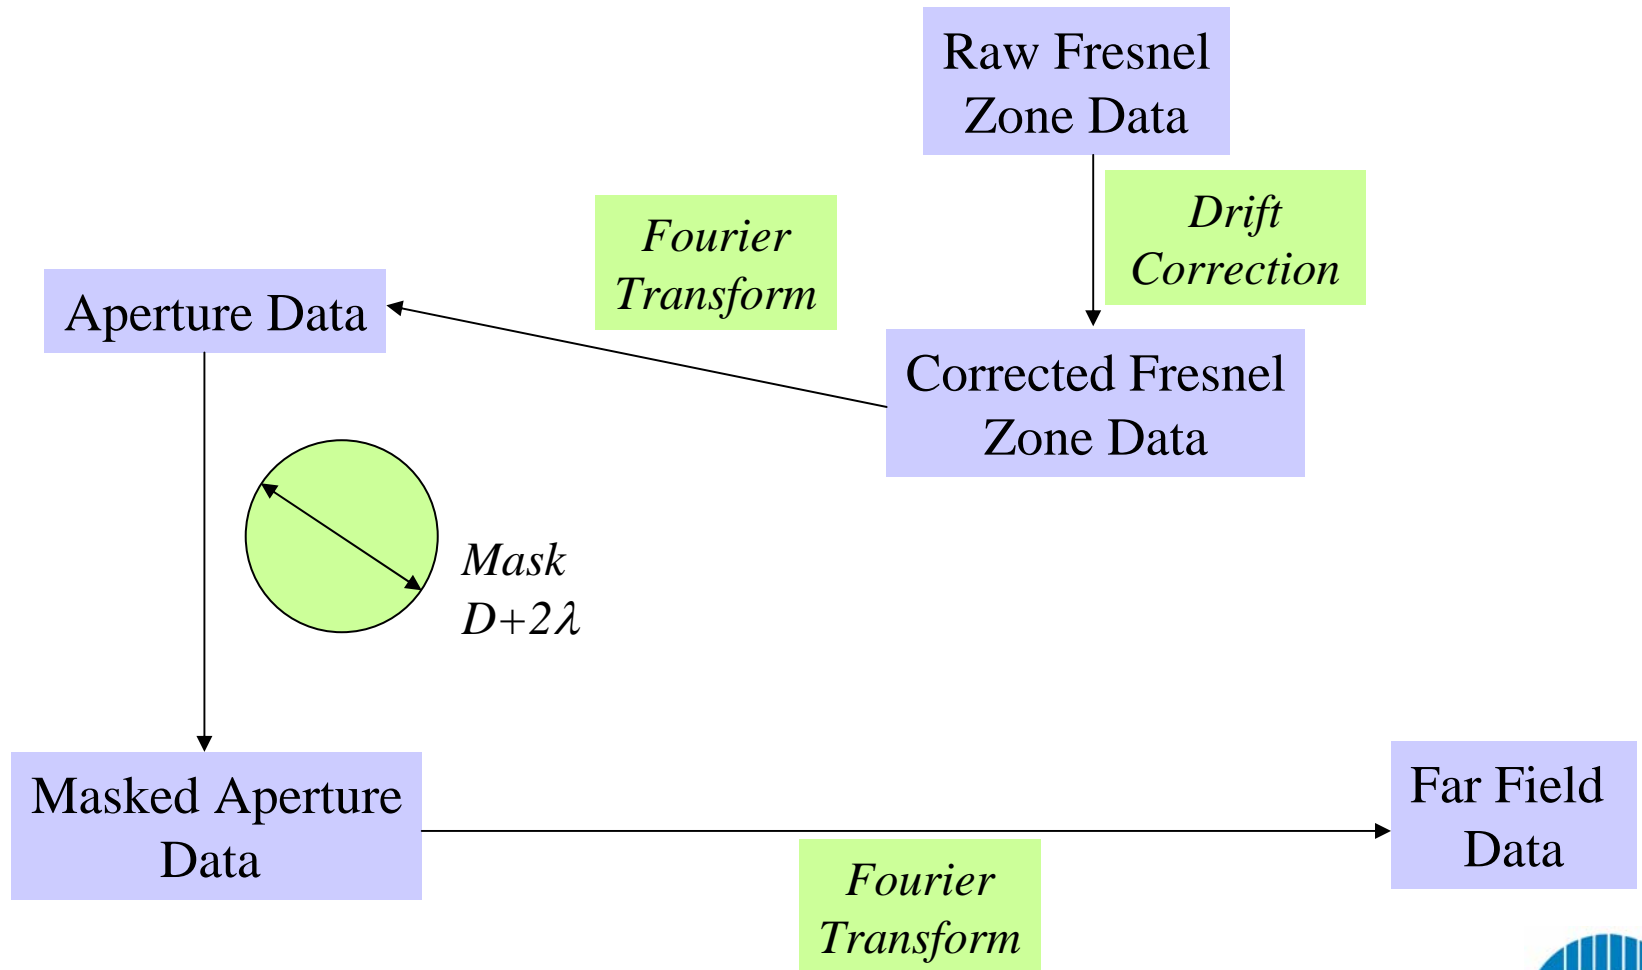 Raw Fresnel
Zone Data
Drift
Correction
Fourier
Transform
Aperture Data
Corrected Fresnel
Zone Data
Mask
D+2λ
Masked Aperture
Data
Far Field
Data
Fourier
Transform